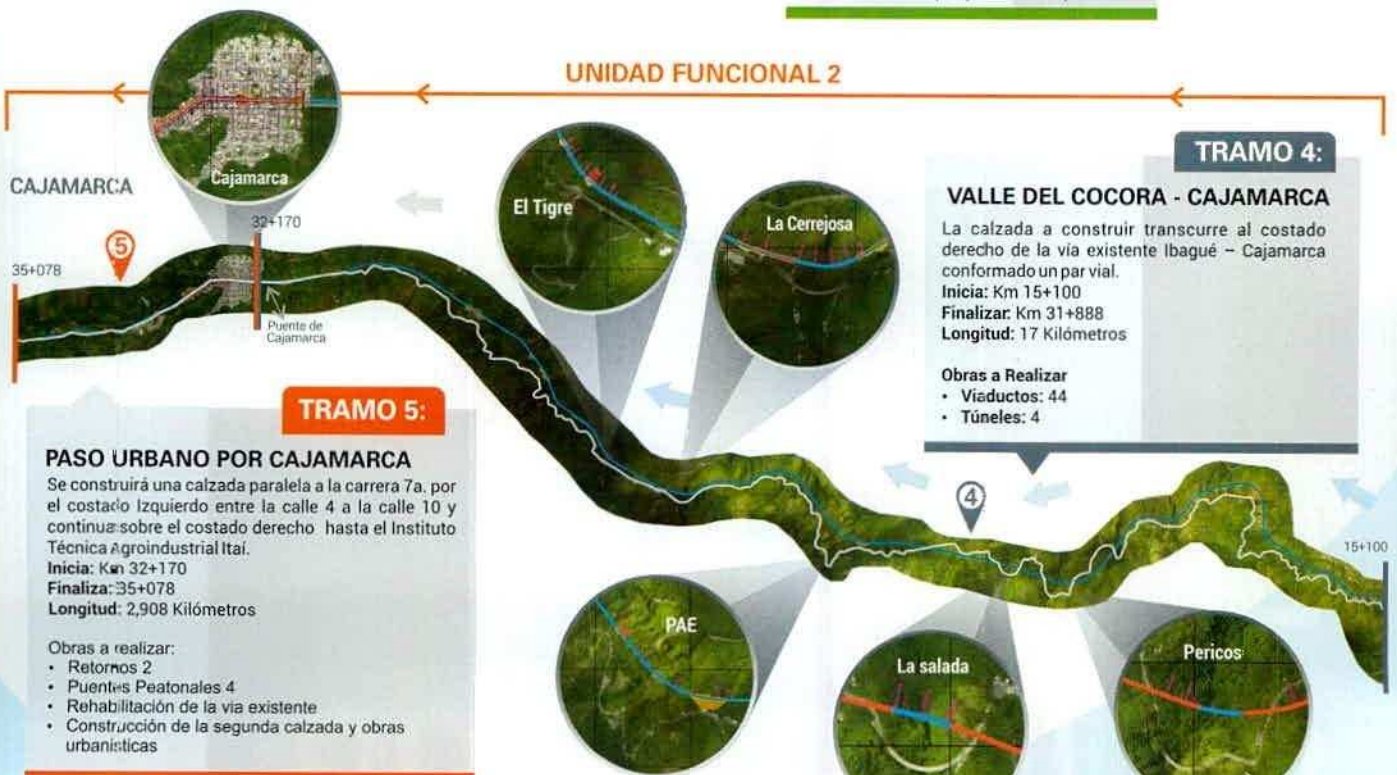 UNIDAD FUNCIONAL 2
Cajamarca
CAJAMARCA
32+170
35+078
5
Puente de
Cajamarca
El Tigre
La Cerrejosa
TRAMO 4:
VALLE DEL COCORA - CAJAMARCA
La calzada a construir transcurre al costado
derecho de la vía existente Ibagué – Cajamarca
conformado un par vial.
Inicia: Km 15+100
Finalizar: Km 31+888
Longitud: 17 Kilómetros
Obras a Realizar
• Viaductos: 44
• Túneles: 4
TRAMO 5:
PASO URBANO POR CAJAMARCA
Se construirá una calzada paralela a la carrera 7a. por
el costado Izquierdo entre la calle 4 a la calle 10 y
continua sobre el costado derecho hasta el Instituto
Técnica Agroindustrial Itaí.
Inicia: Km 32+170
Finaliza: 35+078
Longitud: 2,908 Kilómetros
Obras a realizar:
• Retornos 2
• Puentes Peatonales 4
• Rehabilitación de la via existente
• Construcción de la segunda calzada y obras
urbanísticas
4
15+100
PAE
La salada
Pericos